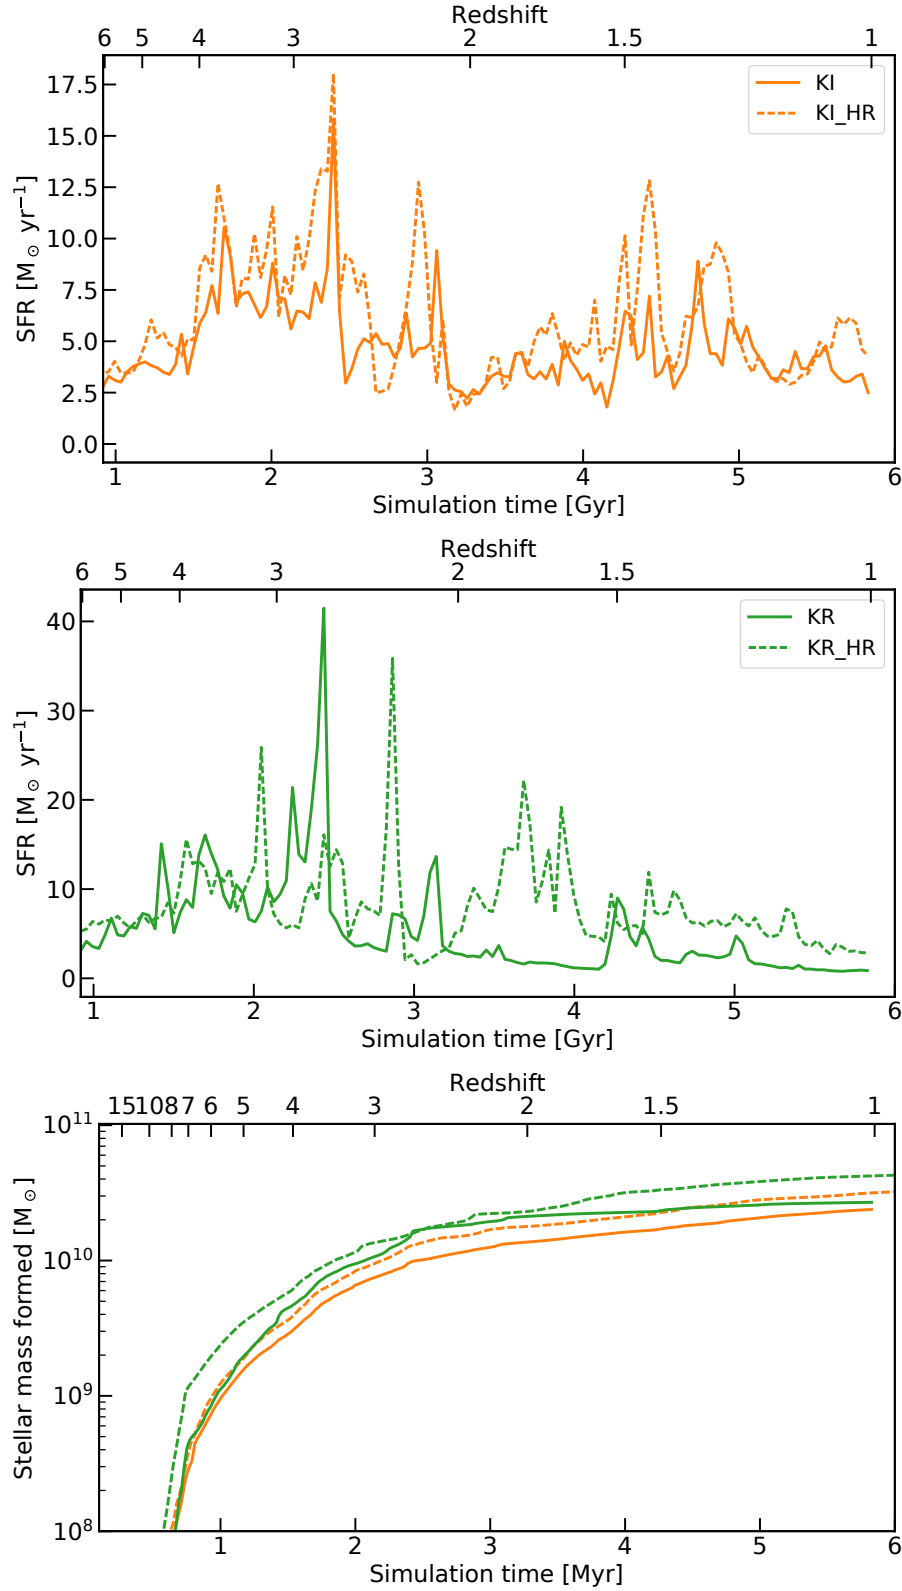 Redshift
6 5 4 3 2 1.5 1
17.5
15.0
12.5
10.0
7.5
5.0
2.5
0.0
SFR [M⊙ yr⁻¹]
KI
KI_HR
1 2 3 4 5 6
Simulation time [Gyr]
Redshift
6 5 4 3 2 1.5 1
40
30
20
10
0
SFR [M⊙ yr⁻¹]
KR
KR_HR
1 2 3 4 5 6
Simulation time [Gyr]
Redshift
15 10 8 7 6 5 4 3 2 1.5 1
10¹¹
10¹⁰
10⁹
10⁸
Stellar mass formed [M⊙]
1 2 3 4 5 6
Simulation time [Myr]